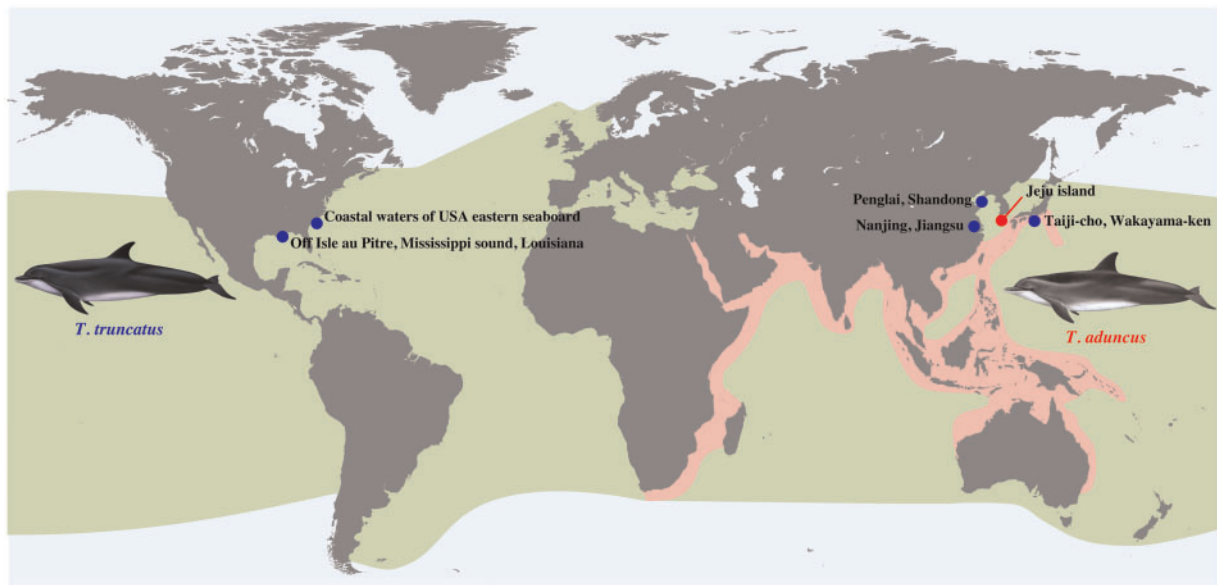 Jeju island
Penglai, Shandong
Coastal waters of USA eastern seaboard
Nanjing, Jiangsu
Taiji-cho, Wakayama-ken
Off Isle au Pitre, Mississippi sound, Louisiana
T. truncatus
T. aduncus